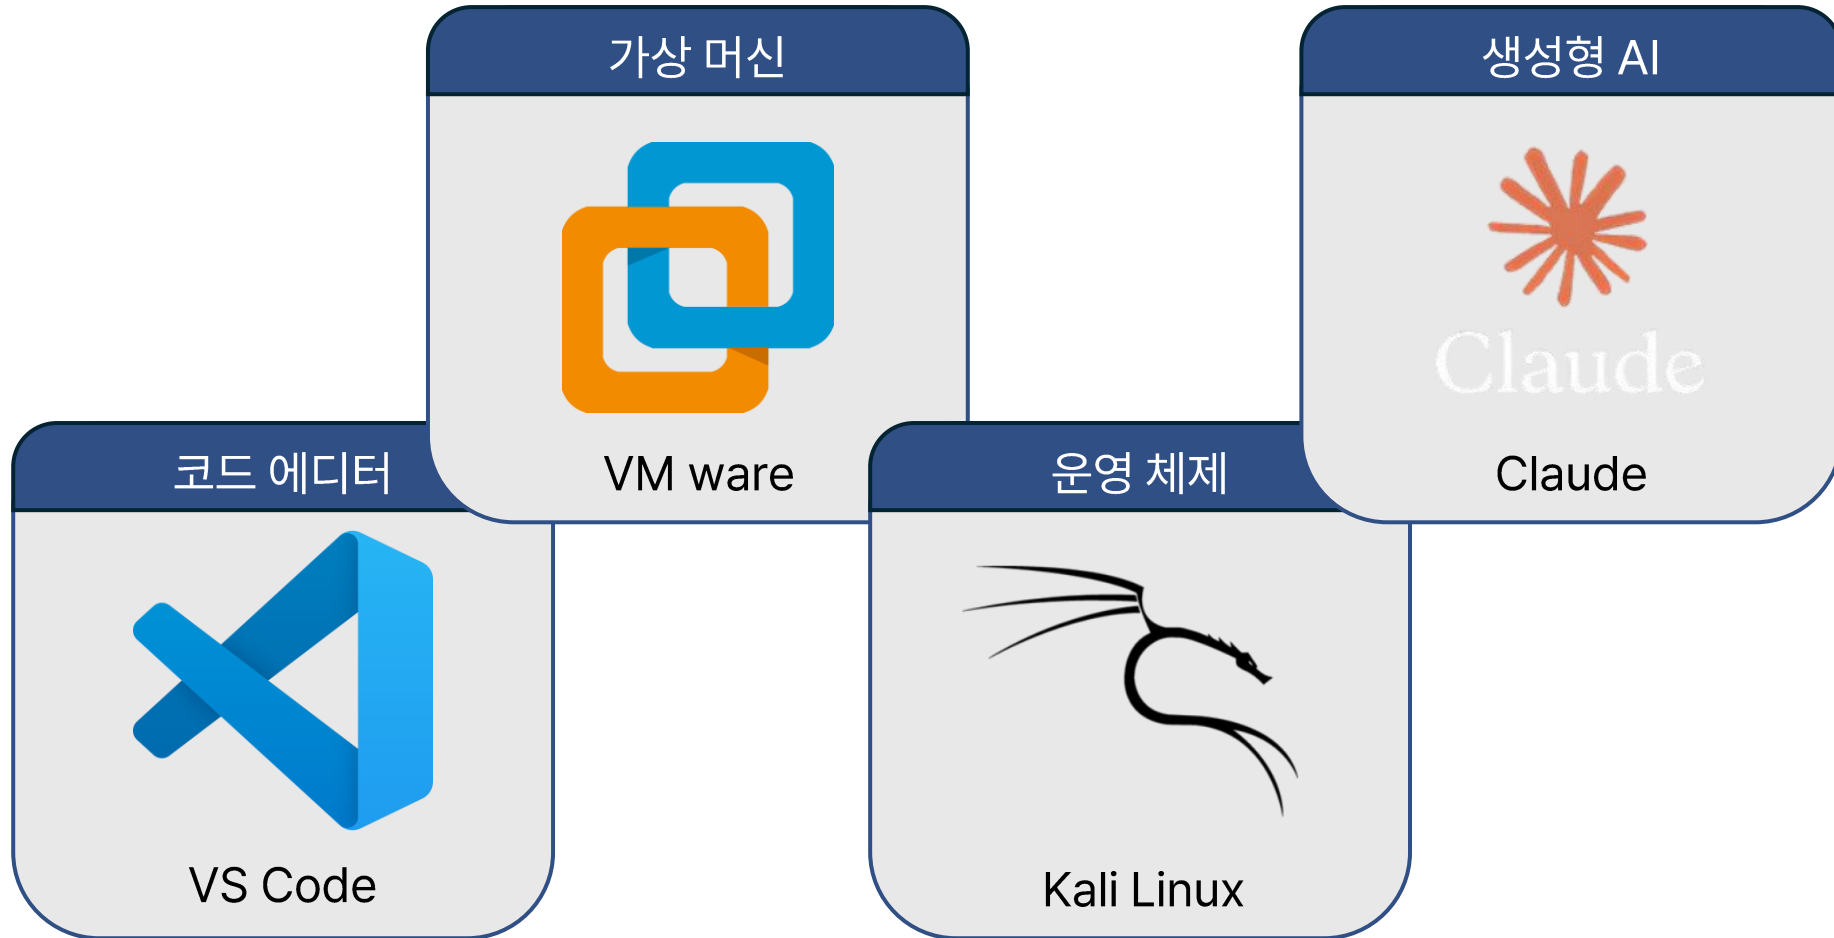 가상 머신
VM ware
생성형 AI
Claude
Claude
코드 에디터
VS Code
운영 체제
Kali Linux